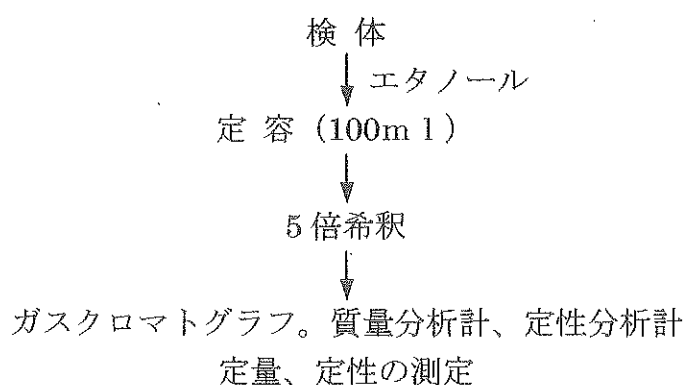 検 体
エタノール
定 容 (100ml)
5倍希釈
ガスクロマトグラフ。質量分析計、定性分析計
定量、定性の測定